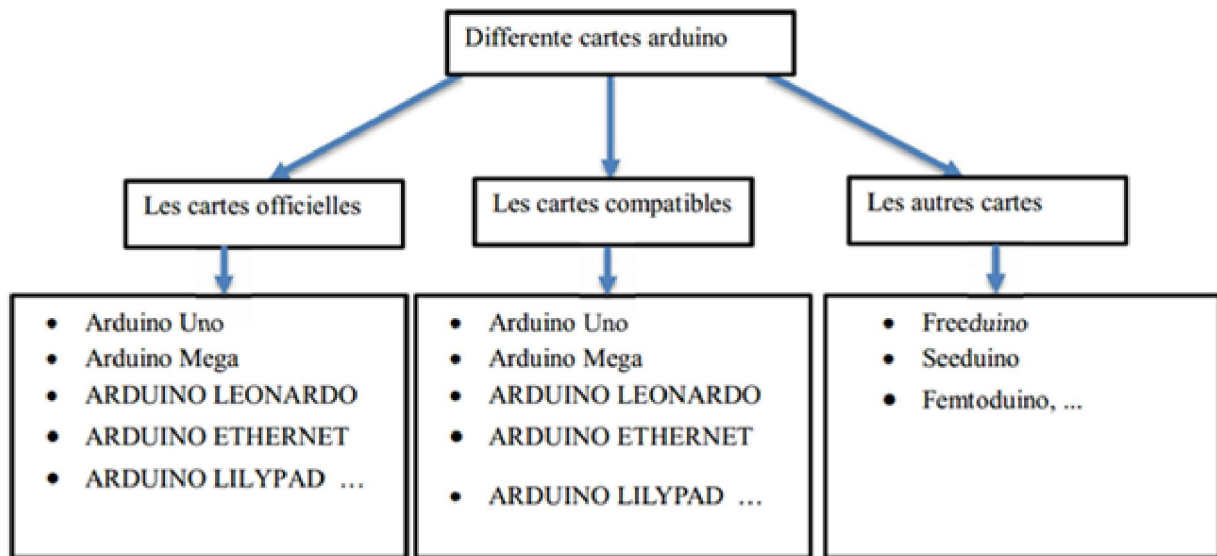 Differente cartes arduino
Les cartes officielles
Les cartes compatibles
Les autres cartes
• Arduino Uno
• Arduino Mega
• ARDUINO LEONARDO
• ARDUINO ETHERNET
• ARDUINO LILYPAD …
• Arduino Uno
• Arduino Mega
• ARDUINO LEONARDO
• ARDUINO ETHERNET
• ARDUINO LILYPAD …
• Freeduino
• Seeduino
• Femtoduino, ...